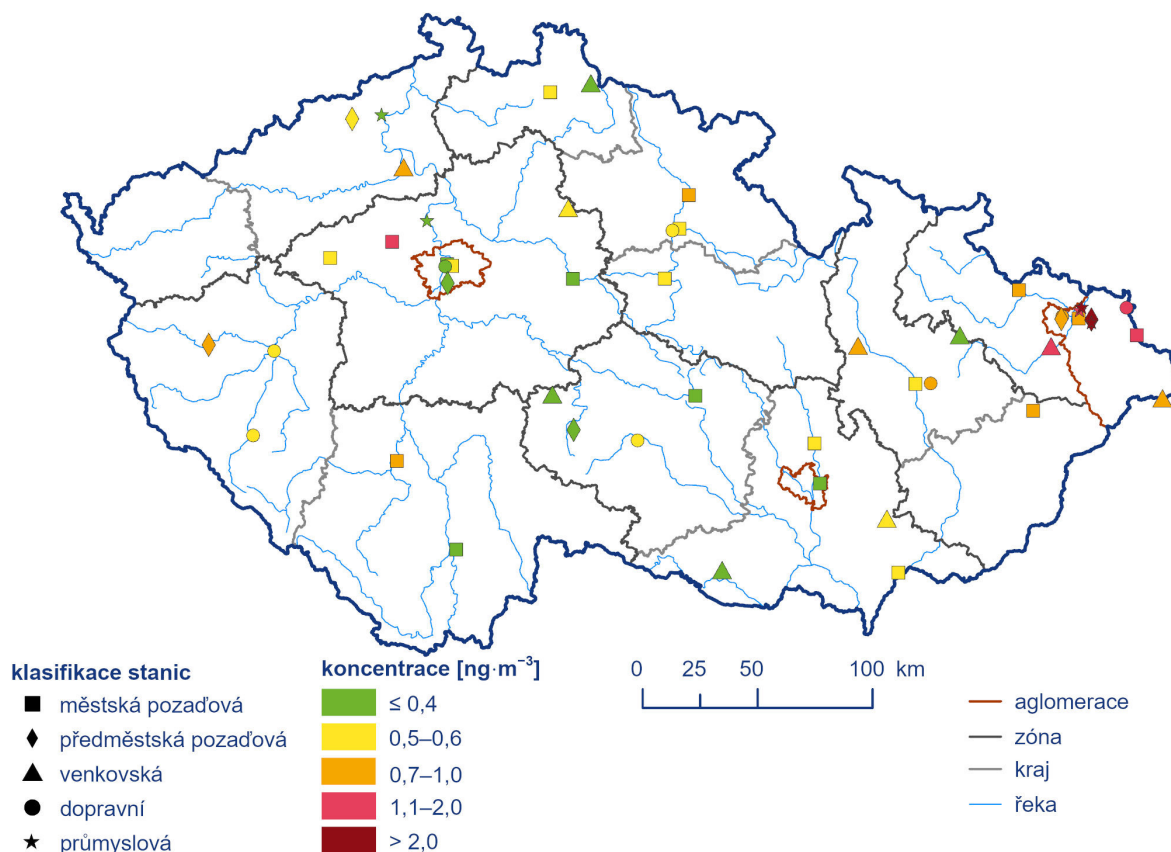 klasifikace stanic
městská pozaďová
předměstská pozaďová
venkovská
dopravní
průmyslová
koncentrace [ng·m⁻³]
≤ 0,4
0,5–0,6
0,7–1,0
1,1–2,0
> 2,0
0 25 50 100 km
aglomerace
zóna
kraj
řeka